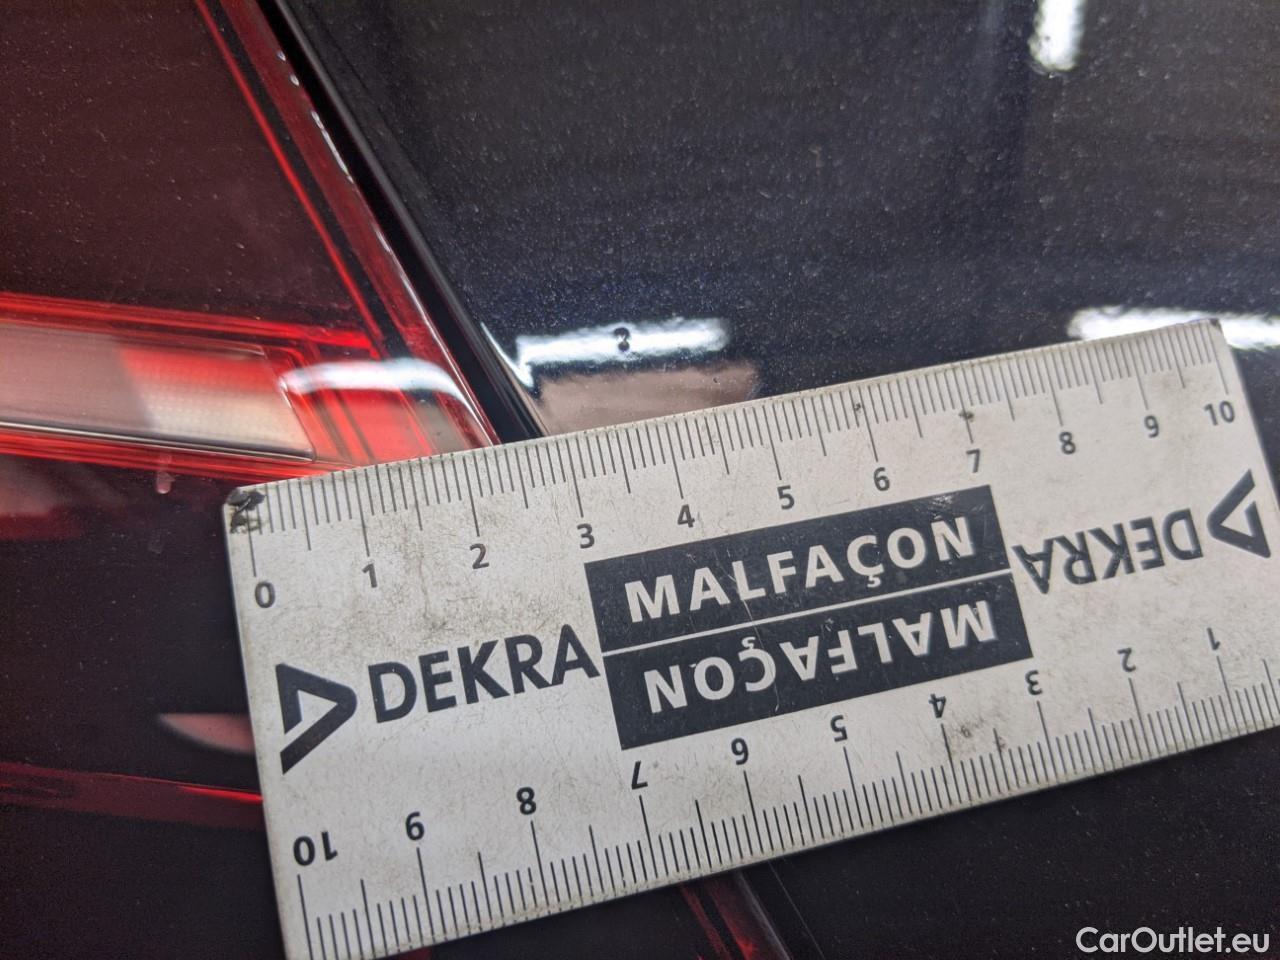 0 1 2 3 4 5 6 7 8 9 10
MALFAÇON
DEKRA
DEKRA
MALFAÇON
10 9 8 7 6 5 4 3 2 1
CarOutlet.eu